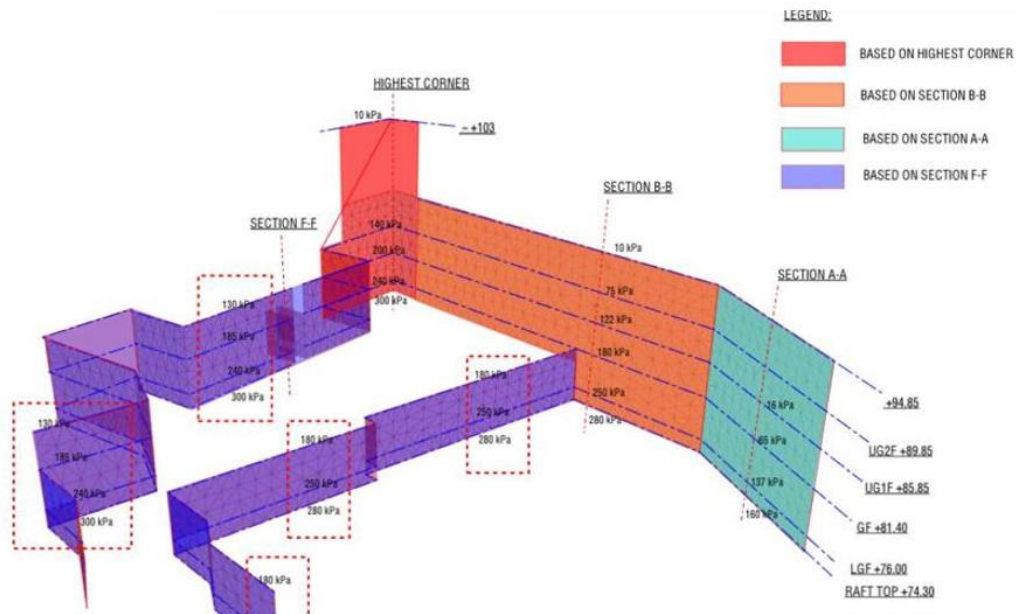 LEGEND:
BASED ON HIGHEST CORNER
BASED ON SECTION B-B
BASED ON SECTION A-A
BASED ON SECTION F-F
HIGHEST CORNER
10 kPa
~ +103
SECTION B-B
SECTION F-F
SECTION A-A
140 kPa
200 kPa
240 kPa
300 kPa
10 kPa
75 kPa
122 kPa
180 kPa
250 kPa
280 kPa
16 kPa
65 kPa
137 kPa
160 kPa
+94.85
UG2F +89.85
UG1F +85.85
GF +81.40
LGF +76.00
RAFT TOP +74.30
130 kPa
185 kPa
240 kPa
300 kPa
180 kPa
250 kPa
280 kPa
130 kPa
185 kPa
240 kPa
300 kPa
180 kPa
250 kPa
280 kPa
180 kPa